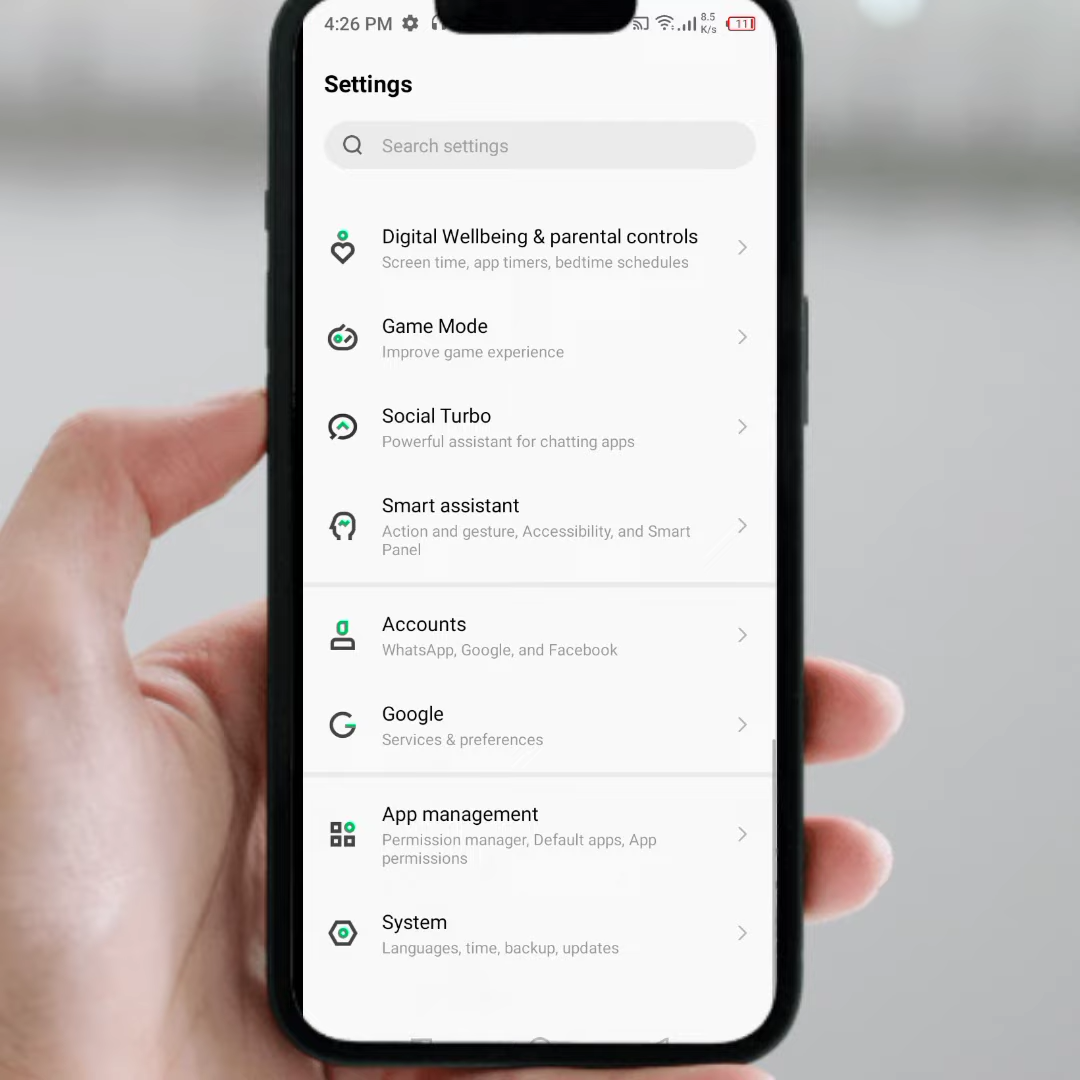 4:26 PM
8.5
K/s
11
Settings
Search settings
Digital Wellbeing & parental controls
Screen time, app timers, bedtime schedules
Game Mode
Improve game experience
Social Turbo
Powerful assistant for chatting apps
Smart assistant
Action and gesture, Accessibility, and Smart
Panel
Accounts
WhatsApp, Google, and Facebook
Google
Services & preferences
App management
Permission manager, Default apps, App
permissions
System
Languages, time, backup, updates